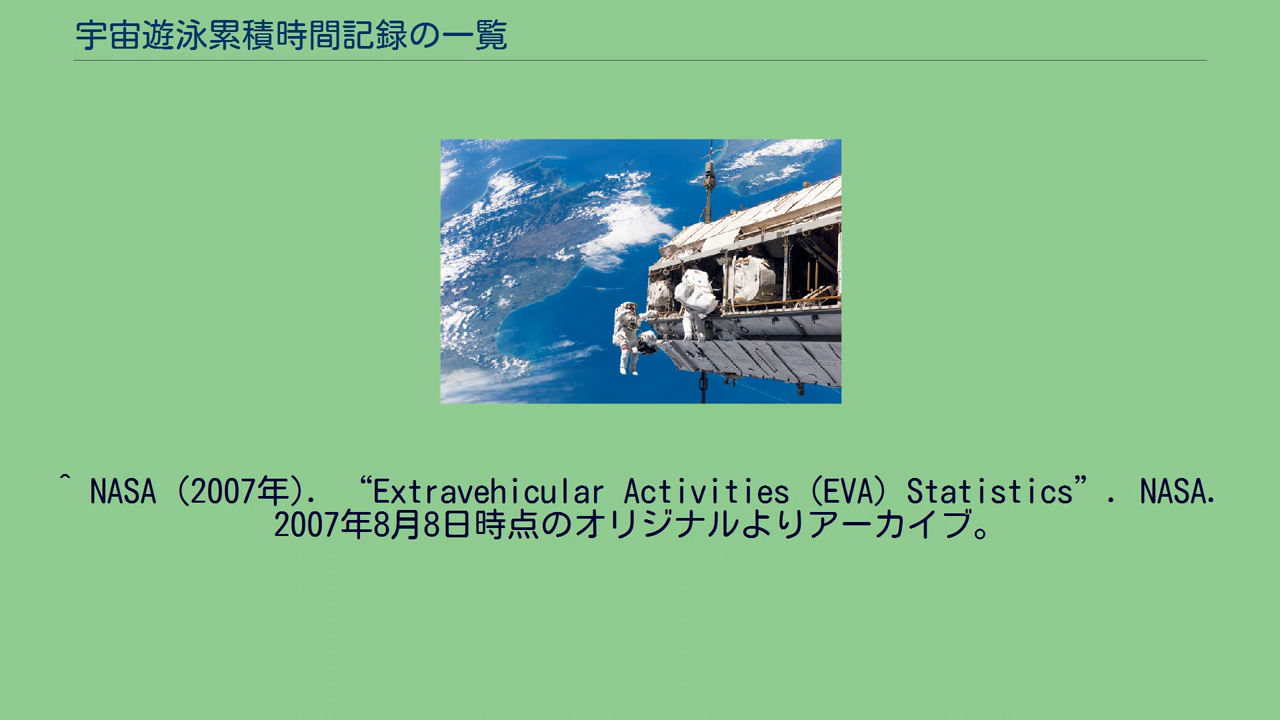 宇宙遊泳累積時間記録の一覧
^ NASA (2007年). “Extravehicular Activities (EVA) Statistics”. NASA.
2007年8月8日時点のオリジナルよりアーカイブ。